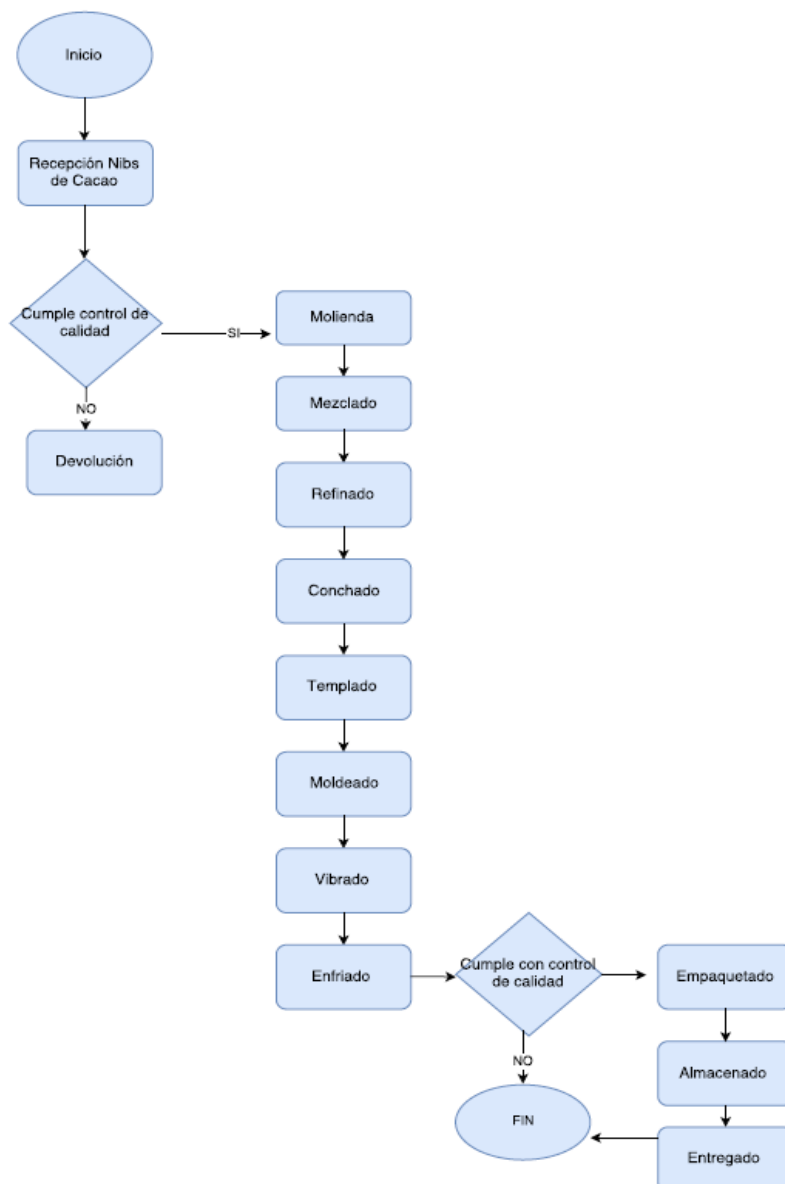 Inicio
Recepción Nibs
de Cacao
Cumple control de
calidad
SI
NO
Devolución
Molienda
Mezclado
Refinado
Conchado
Templado
Moldeado
Vibrado
Enfriado
Cumple con control
de calidad
NO
FIN
Empaquetado
Almacenado
Entregado